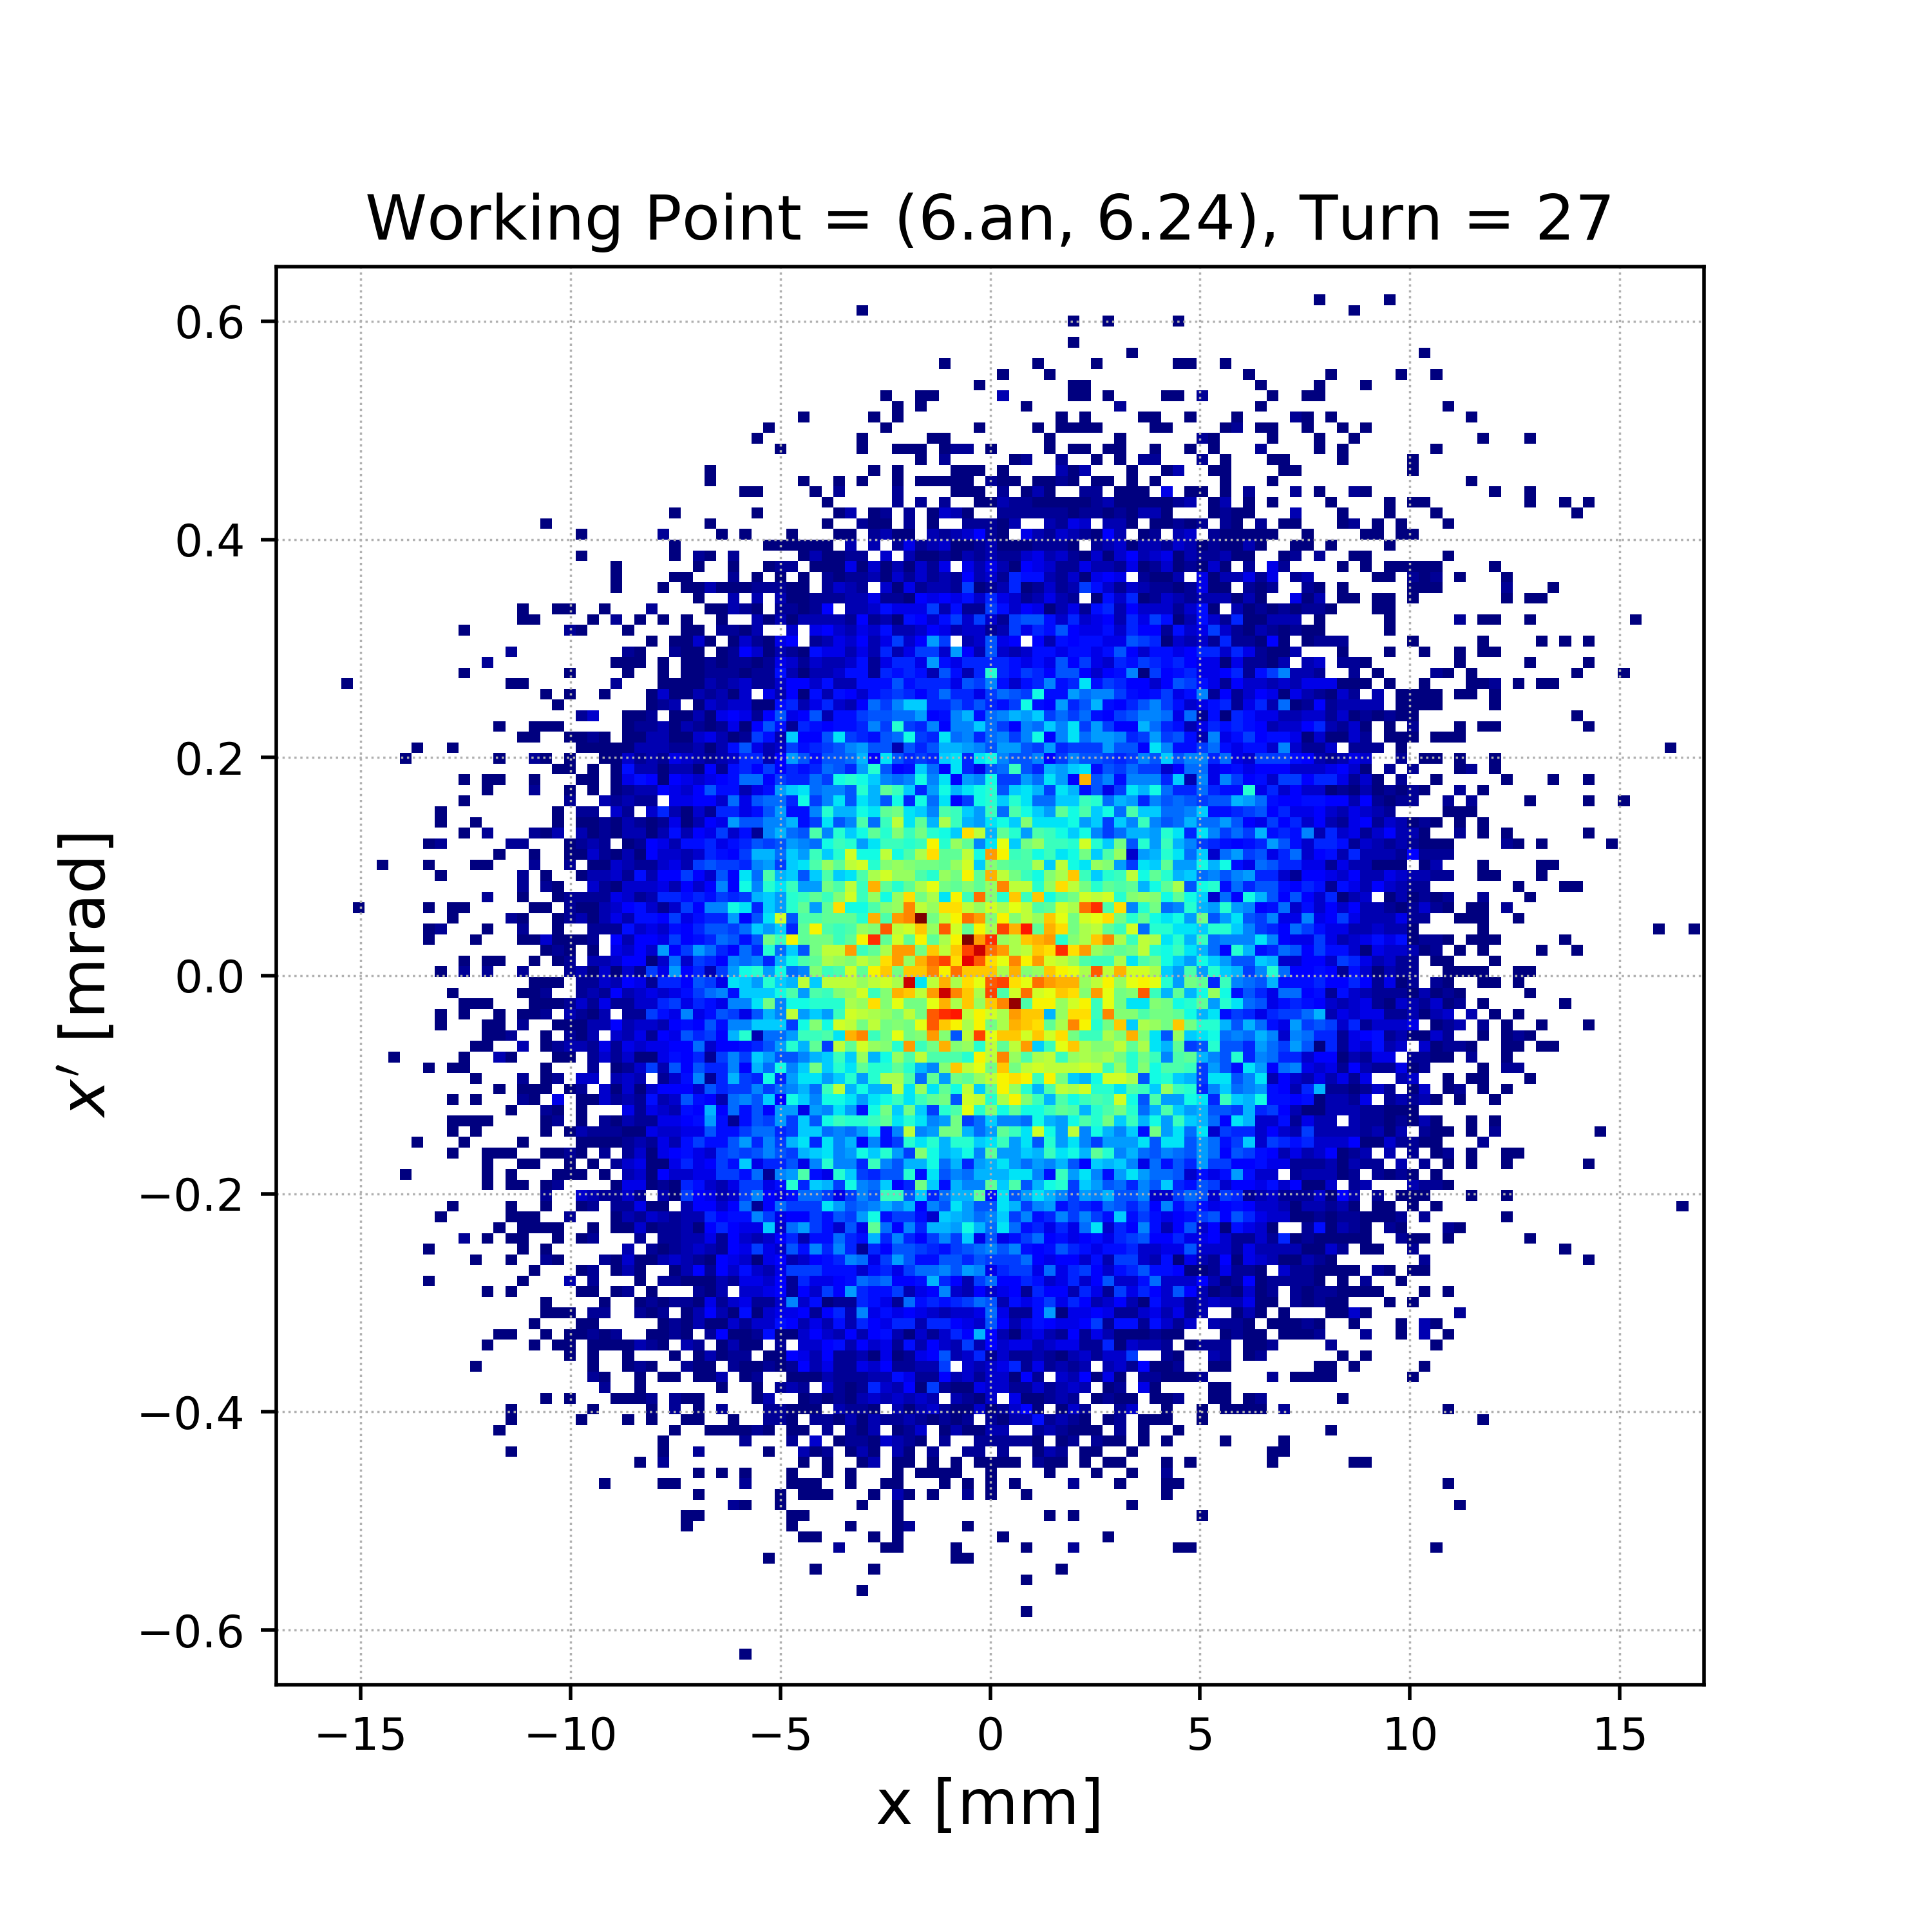 Working Point = (6.an, 6.24), Turn = 27
0.6
0.4
0.2
0.0
−0.2
−0.4
−0.6
x′ [mrad]
−15 −10 −5 0 5 10 15
x [mm]